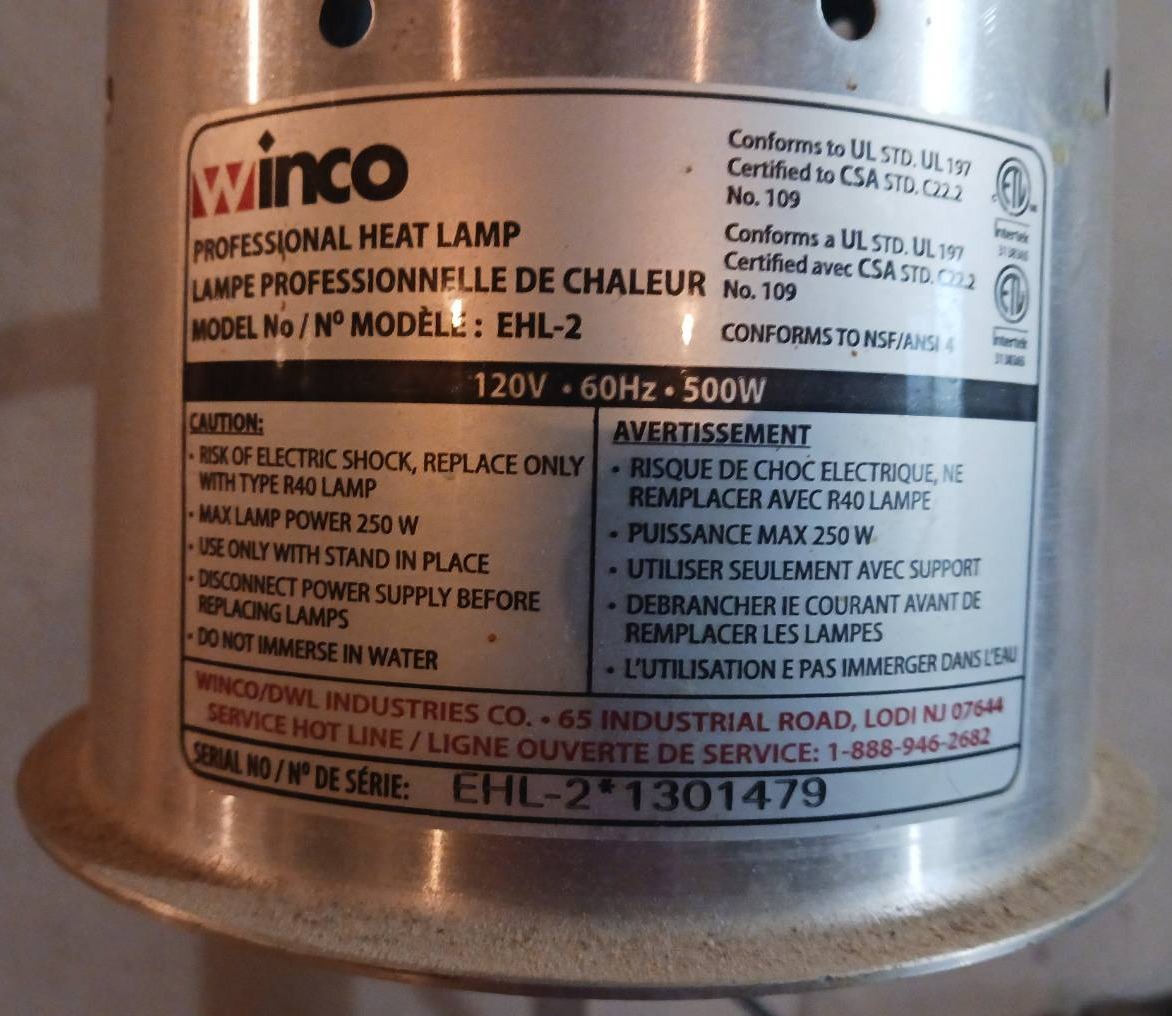 winco
PROFESSIONAL HEAT LAMP
LAMPE PROFESSIONNELLE DE CHALEUR
MODEL No / Nº MODÈLE : EHL-2
Conforms to UL STD. UL 197
Certified to CSA STD. C22.2
No. 109
Conforms a UL STD. UL 197
Certified avec CSA STD. C22.2
No. 109
CONFORMS TO NSF/ANSI 4
ETL
Intertek
ETL
Intertek
120V • 60Hz • 500W
CAUTION:
• RISK OF ELECTRIC SHOCK, REPLACE ONLY
WITH TYPE R40 LAMP
• MAX LAMP POWER 250 W
• USE ONLY WITH STAND IN PLACE
• DISCONNECT POWER SUPPLY BEFORE
REPLACING LAMPS
• DO NOT IMMERSE IN WATER
AVERTISSEMENT
• RISQUE DE CHOC ELECTRIQUE, NE
REMPLACER AVEC R40 LAMPE
• PUISSANCE MAX 250 W
• UTILISER SEULEMENT AVEC SUPPORT
• DEBRANCHER IE COURANT AVANT DE
REMPLACER LES LAMPES
• L'UTILISATION E PAS IMMERGER DANS L'EAU
WINCO/DWL INDUSTRIES CO. • 65 INDUSTRIAL ROAD, LODI NJ 07644
SERVICE HOT LINE / LIGNE OUVERTE DE SERVICE: 1-888-946-2682
SERIAL NO / Nº DE SÉRIE: EHL-2*1301479